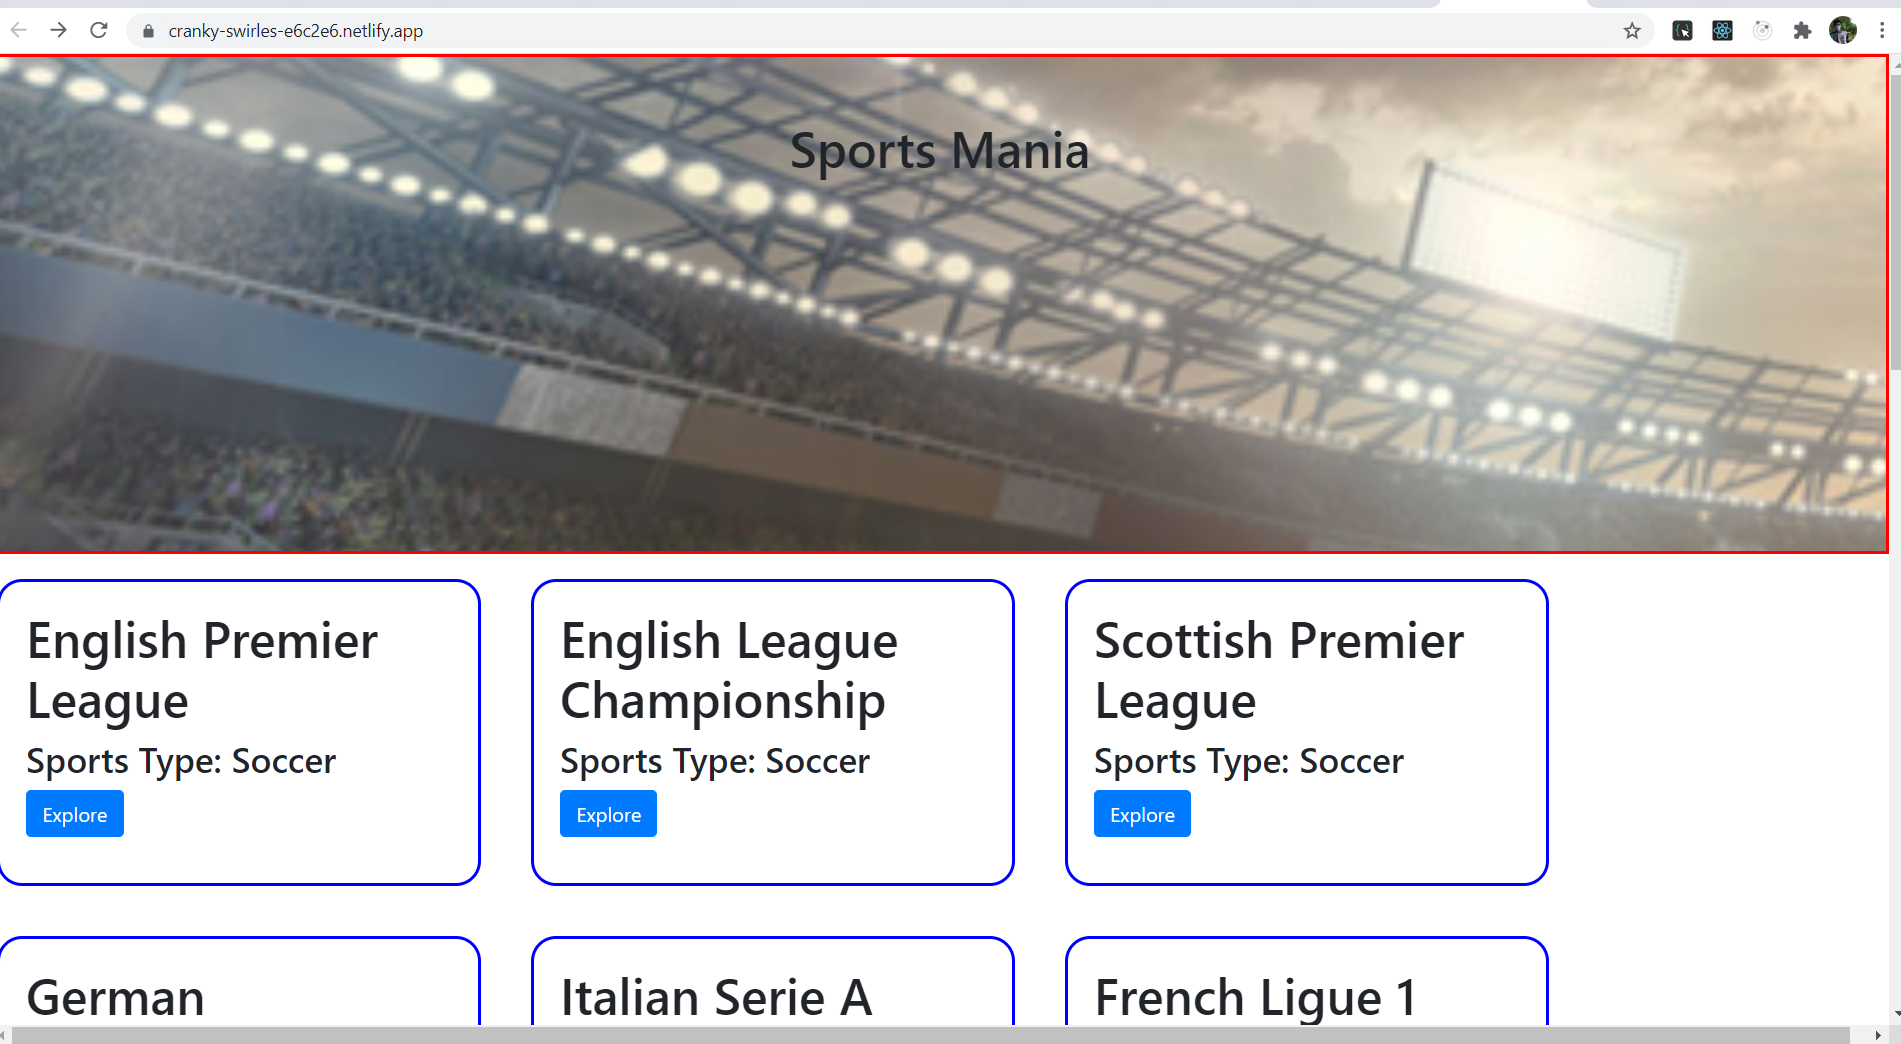 cranky-swirles-e6c2e6.netlify.app
Sports Mania
English Premier
League
Sports Type: Soccer
Explore
English League
Championship
Sports Type: Soccer
Explore
Scottish Premier
League
Sports Type: Soccer
Explore
German
Italian Serie A
French Ligue 1